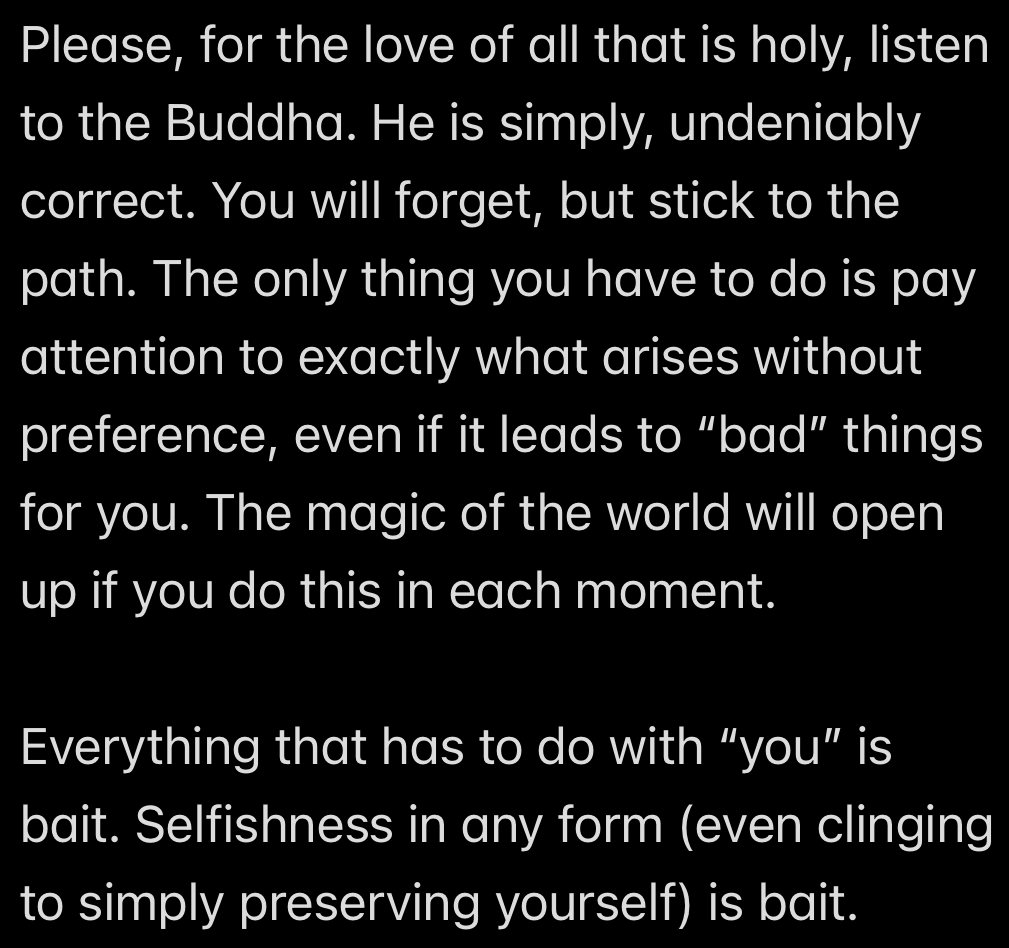 Please, for the love of all that is holy, listen
to the Buddha. He is simply, undeniably
correct. You will forget, but stick to the
path. The only thing you have to do is pay
attention to exactly what arises without
preference, even if it leads to “bad” things
for you. The magic of the world will open
up if you do this in each moment.

Everything that has to do with “you” is
bait. Selfishness in any form (even clinging
to simply preserving yourself) is bait.